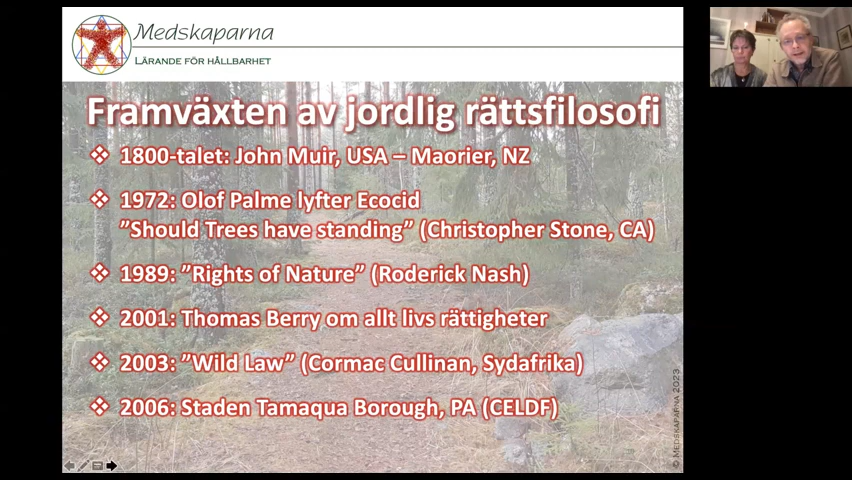 Medskaparna
LÄRANDE FÖR HÅLLBARHET
Framväxten av jordlig rättsfilosofi
1800-talet: John Muir, USA – Maorier, NZ
1972: Olof Palme lyfter Ecocid
”Should Trees have standing” (Christopher Stone, CA)
1989: ”Rights of Nature” (Roderick Nash)
2001: Thomas Berry om allt livs rättigheter
2003: ”Wild Law” (Cormac Cullinan, Sydafrika)
2006: Staden Tamaqua Borough, PA (CELDF)
© MEDSKAPARNA 2023